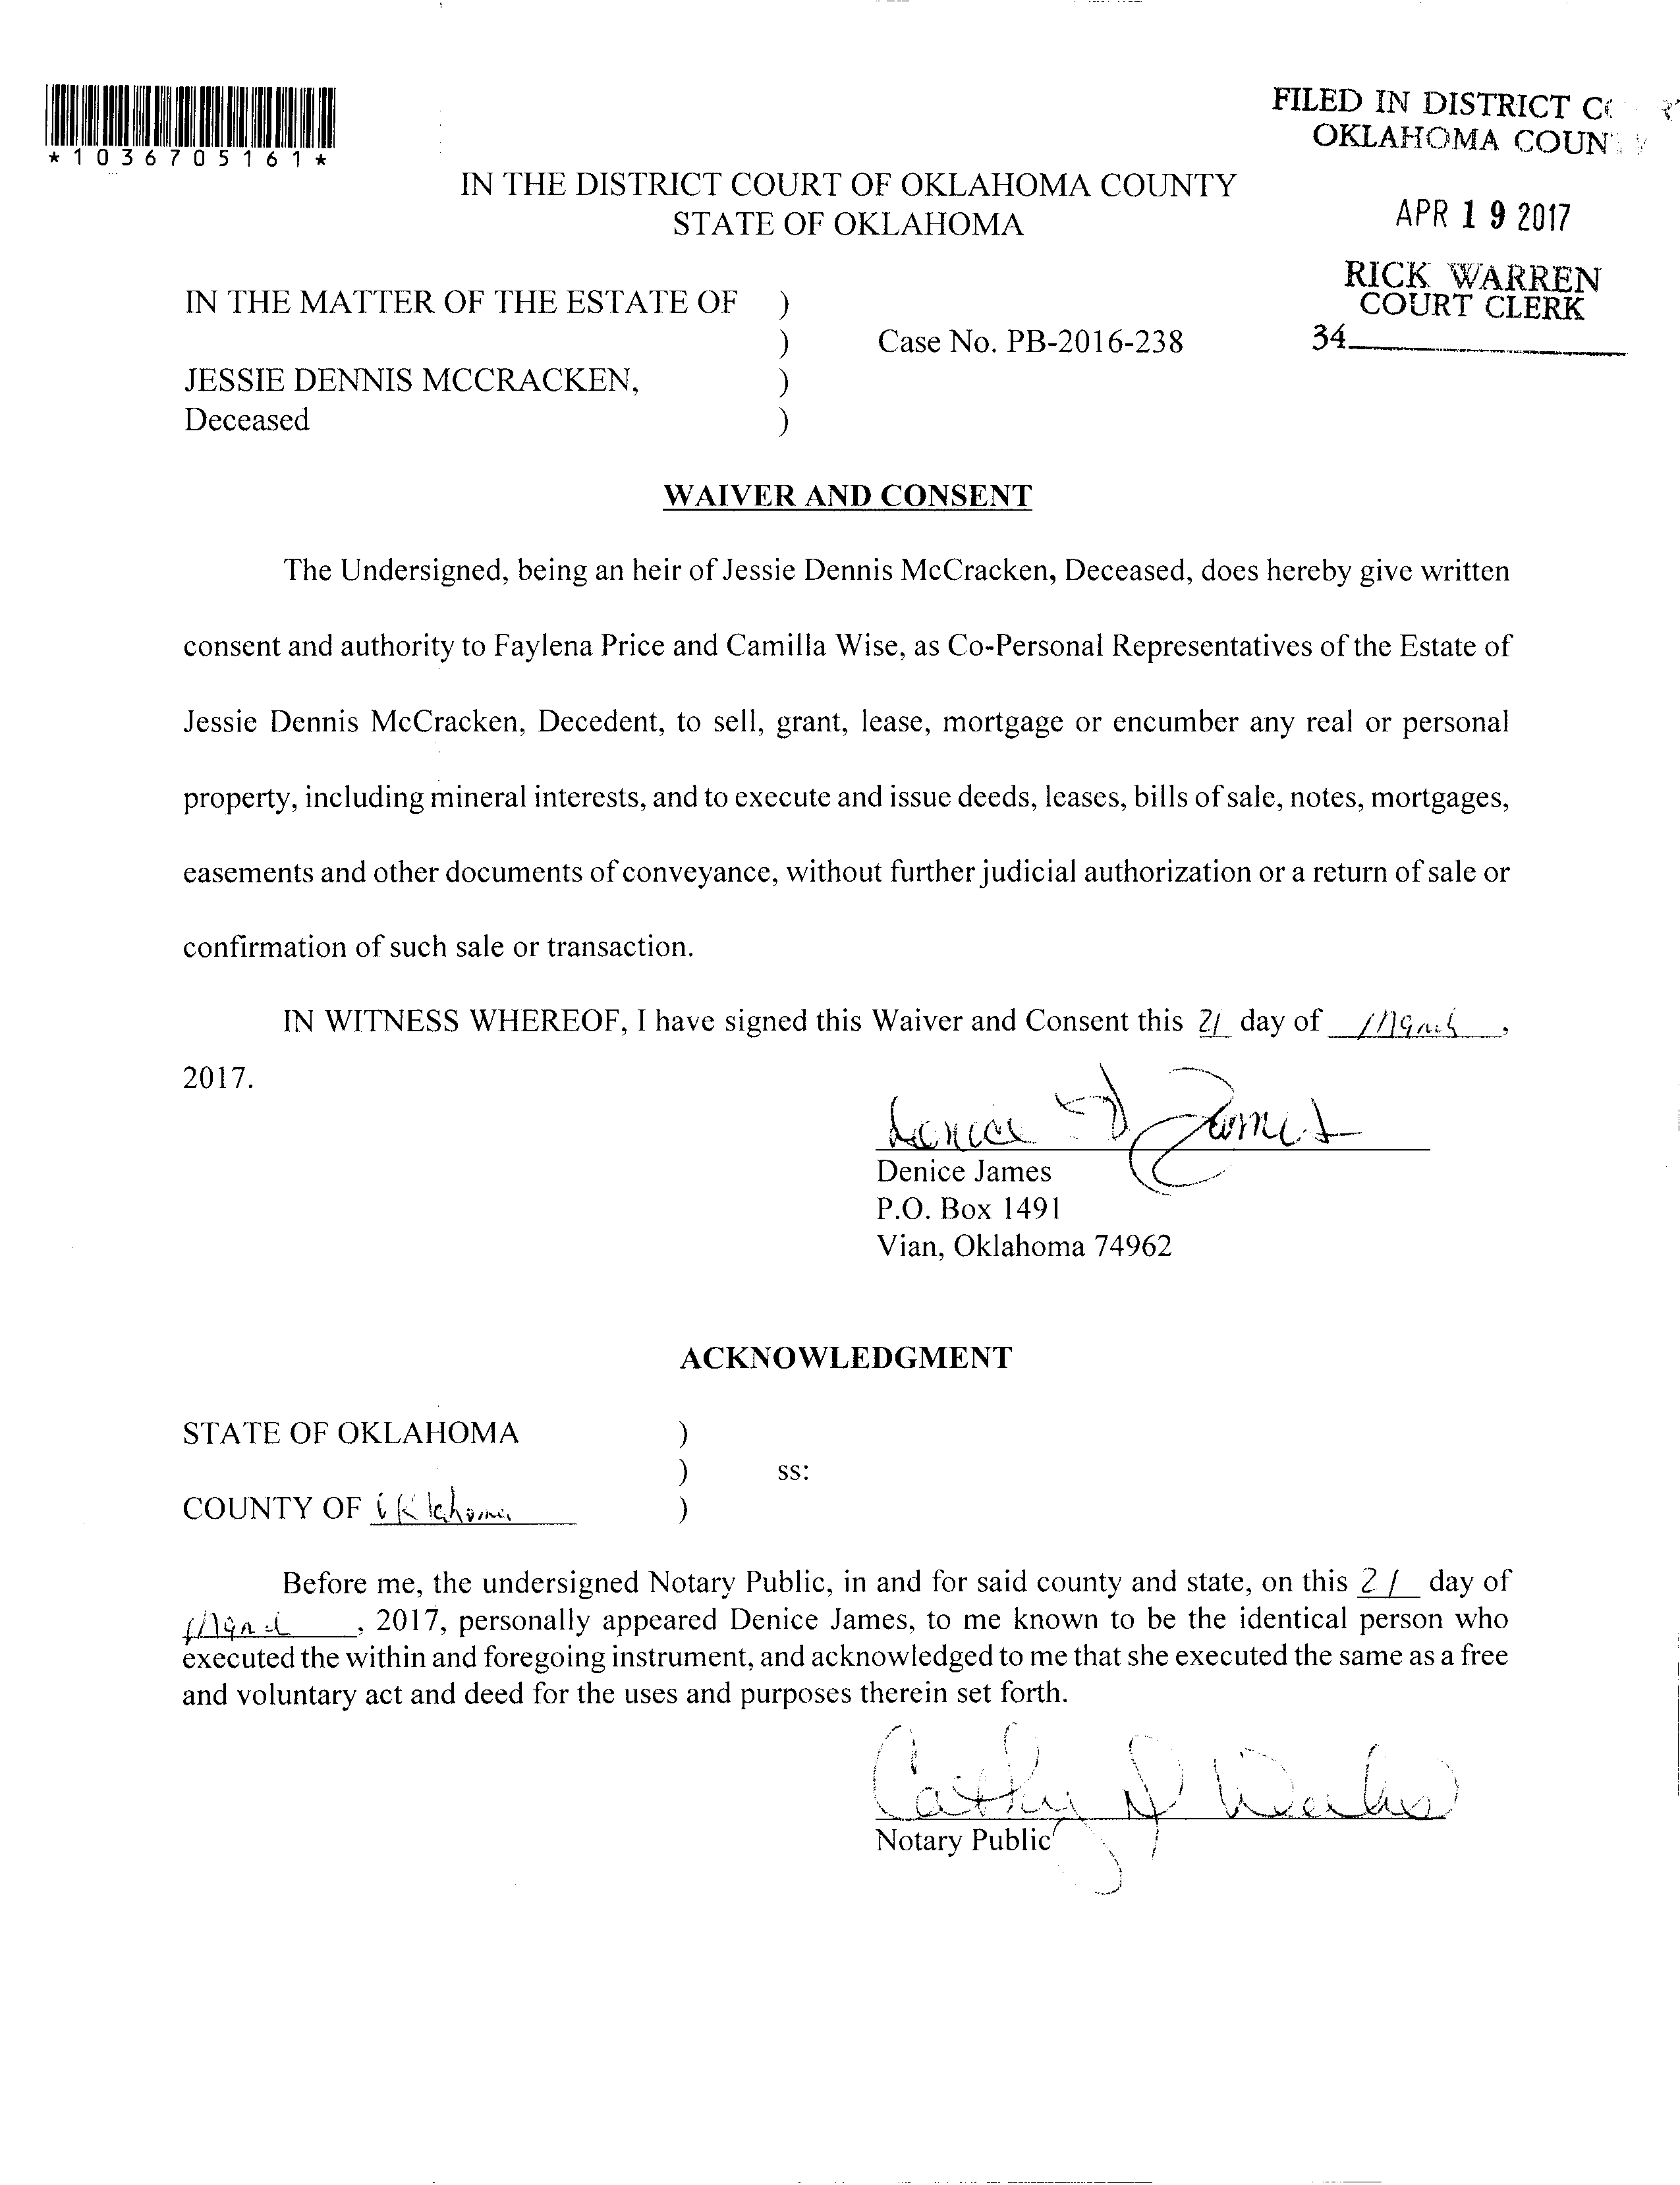 FILED IN DISTRICT
OKLAHOMA
*1036705161*
IN THE DISTRICT COURT OF OKLAHOMA COUNTY
STATE OF OKLAHOMA
APR 19 2017
RICK WARREN
COURT CLERK
34
IN THE MATTER OF THE ESTATE OF )
) Case No. PB-2016-238
JESSIE DENNIS MCCRACKEN, )
Deceased )
WAIVER AND CONSENT
The Undersigned, being an heir of Jessie Dennis McCracken, Deceased, does hereby give written
consent and authority to Faylena Price and Camilla Wise, as Co-Personal Representatives of the Estate of
Jessie Dennis McCracken, Decedent, to sell, grant, lease, mortgage or encumber any real or personal
property, including mineral interests, and to execute and issue deeds, leases, bills of sale, notes, mortgages,
easements and other documents of conveyance, without further judicial authorization or a return of sale or
confirmation of such sale or transaction.
IN WITNESS WHEREOF, I have signed this Waiver and Consent this 21 day of March,
2017.
Denice D James
Denice James
P.O. Box 1491
Vian, Oklahoma 74962
ACKNOWLEDGMENT
STATE OF OKLAHOMA )
) ss:
COUNTY OF Oklahoma )
Before me, the undersigned Notary Public, in and for said county and state, on this 21 day of
March, 2017, personally appeared Denice James, to me known to be the identical person who
executed the within and foregoing instrument, and acknowledged to me that she executed the same as a free
and voluntary act and deed for the uses and purposes therein set forth.
Cathy
Notary Public